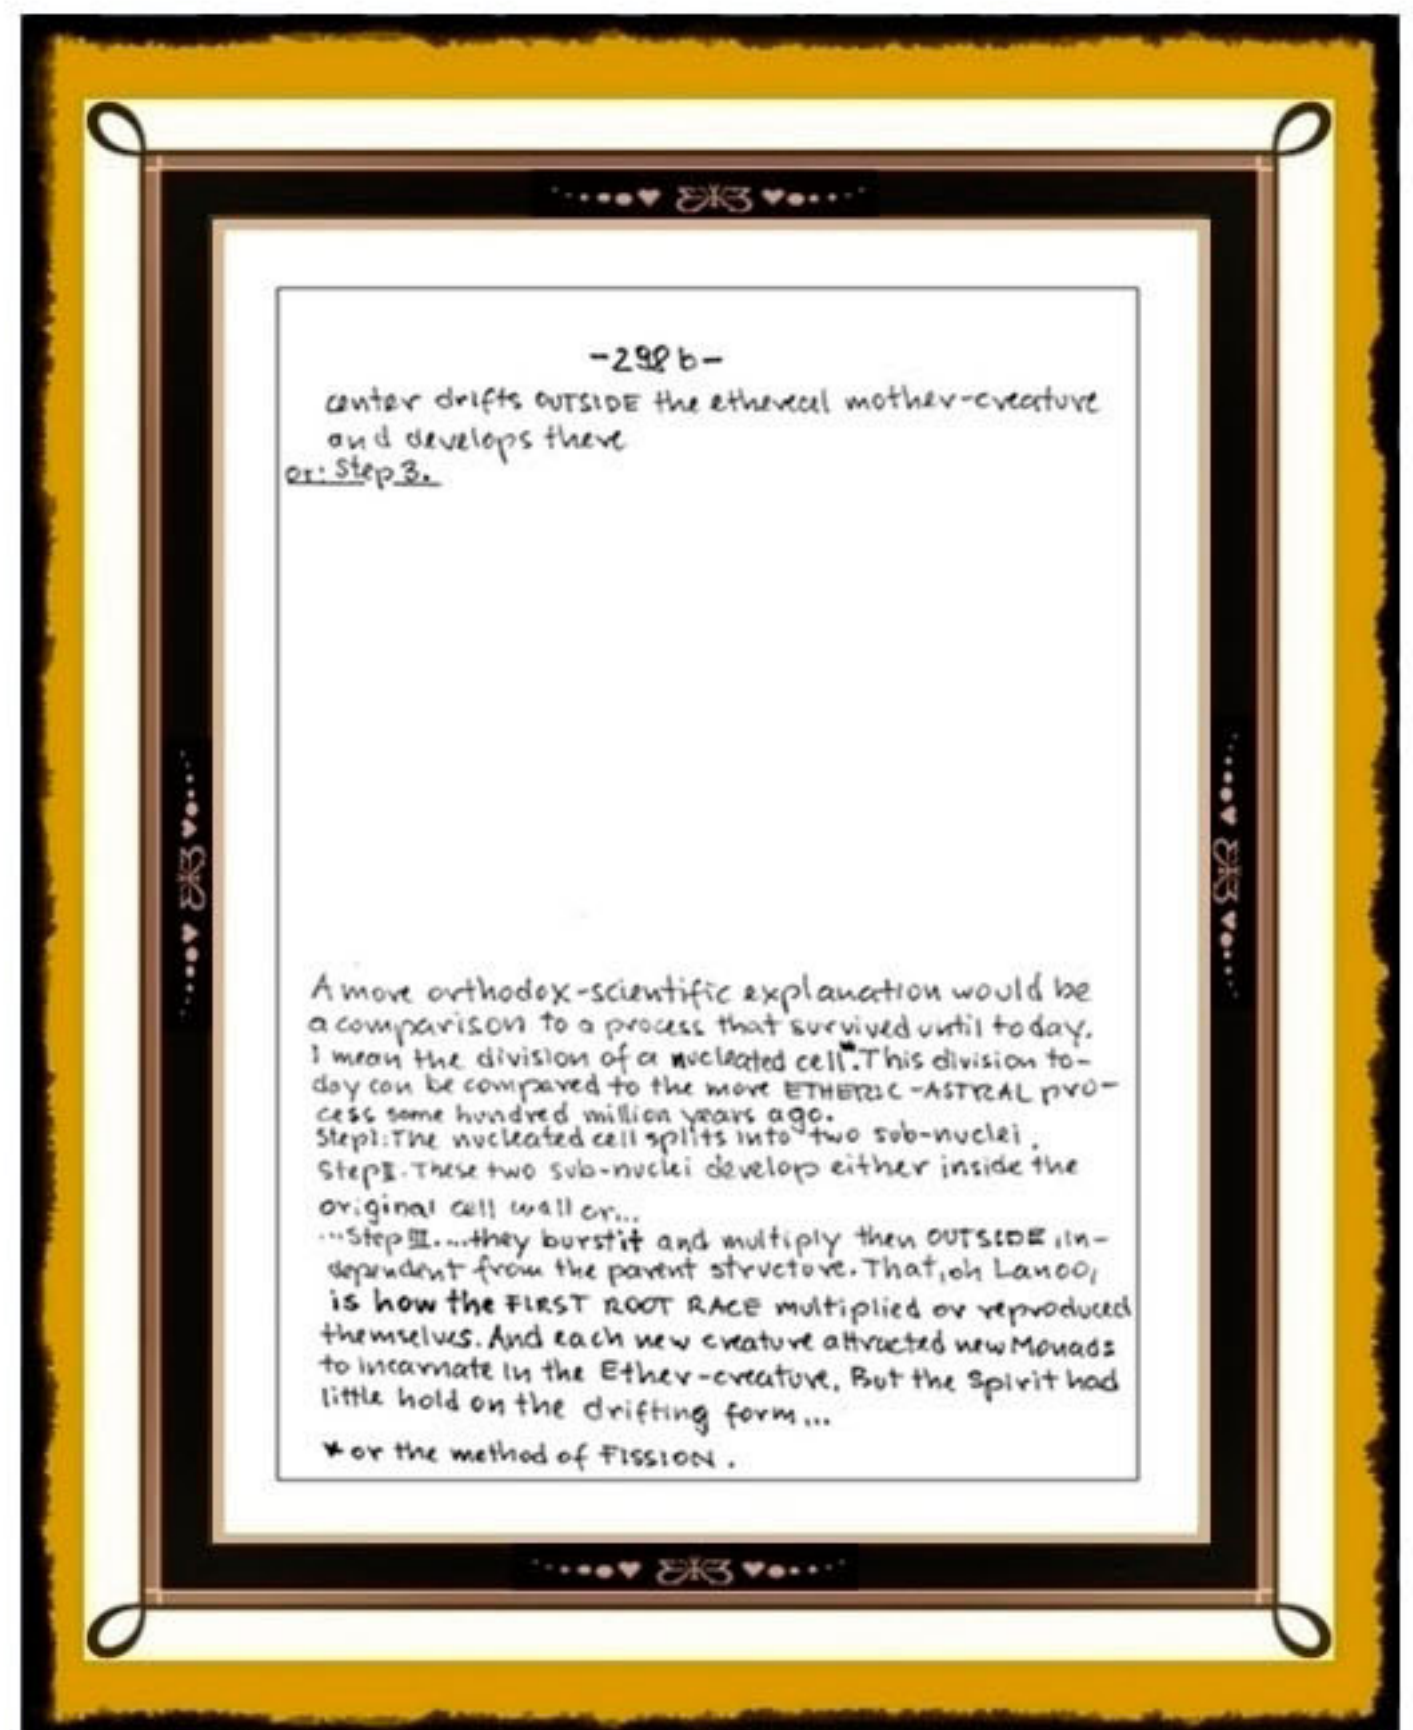 -298b-
center drifts OUTSIDE the ethereal mother-creature
and develops there
or: Step 3.
A more orthodox-scientific explanation would be
a comparison to a process that survived until today.
I mean the division of a nucleated cell*. This division to-
day can be compared to the more ETHERIC-ASTRAL pro-
cess some hundred million years ago.
Step I: The nucleated cell splits into two sub-nuclei.
Step II. These two sub-nuclei develop either inside the
original cell wall or...
...Step III....they burst it and multiply then OUTSIDE, in-
dependent from the parent structure. That, oh Lanoo,
is how the FIRST ROOT RACE multiplied or reproduced
themselves. And each new creature attracted new Monads
to incarnate in the Ether-creature. But the Spirit had
little hold on the drifting form...
* or the method of FISSION.